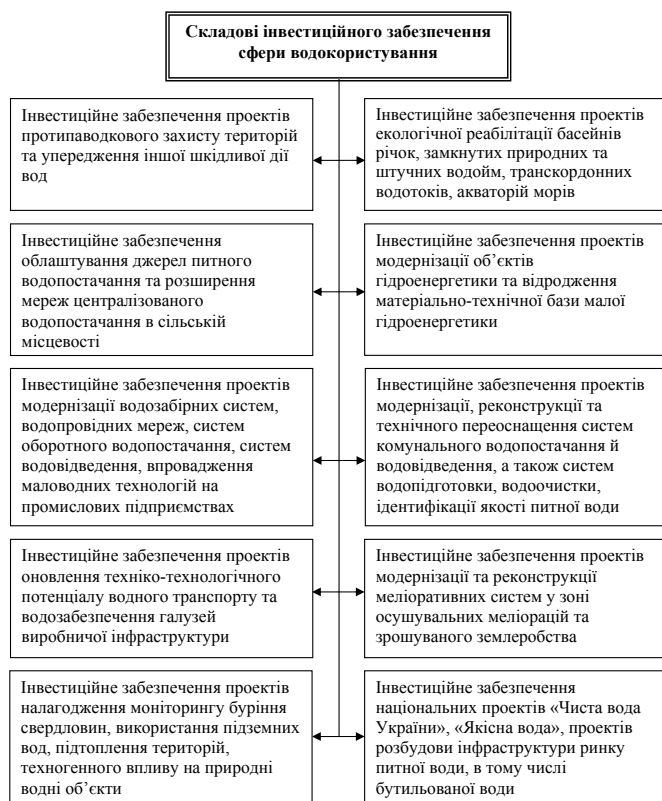 Складові інвестиційного забезпечення
сфери водокористування
Інвестиційне забезпечення проектів
протипаводкового захисту територій
та упередження іншої шкідливої дії
вод
Інвестиційне забезпечення проектів
екологічної реабілітації басейнів
річок, замкнутих природних та
штучних водойм, транскордонних
водотоків, акваторій морів
Інвестиційне забезпечення
облаштування джерел питного
водопостачання та розширення
мереж централізованого
водопостачання в сільській
місцевості
Інвестиційне забезпечення проектів
модернізації об’єктів
гідроенергетики та відродження
матеріально-технічної бази малої
гідроенергетики
Інвестиційне забезпечення проектів
модернізації водозабірних систем,
водопровідних мереж, систем
оборотного водопостачання, систем
водовідведення, впровадження
маловодних технологій на
промислових підприємствах
Інвестиційне забезпечення проектів
модернізації, реконструкції та
технічного переоснащення систем
комунального водопостачання й
водовідведення, а також систем
водопідготовки, водоочистки,
ідентифікації якості питної води
Інвестиційне забезпечення проектів
оновлення техніко-технологічного
потенціалу водного транспорту та
водозабезпечення галузей
виробничої інфраструктури
Інвестиційне забезпечення проектів
модернізації та реконструкції
меліоративних систем у зоні
осушувальних меліорацій та
зрошуваного землеробства
Інвестиційне забезпечення проектів
налагодження моніторингу буріння
свердловин, використання підземних
вод, підтоплення територій,
техногенного впливу на природні
водні об’єкти
Інвестиційне забезпечення
національних проектів «Чиста вода
України», «Якісна вода», проектів
розбудови інфраструктури ринку
питної води, в тому числі
бутильованої води